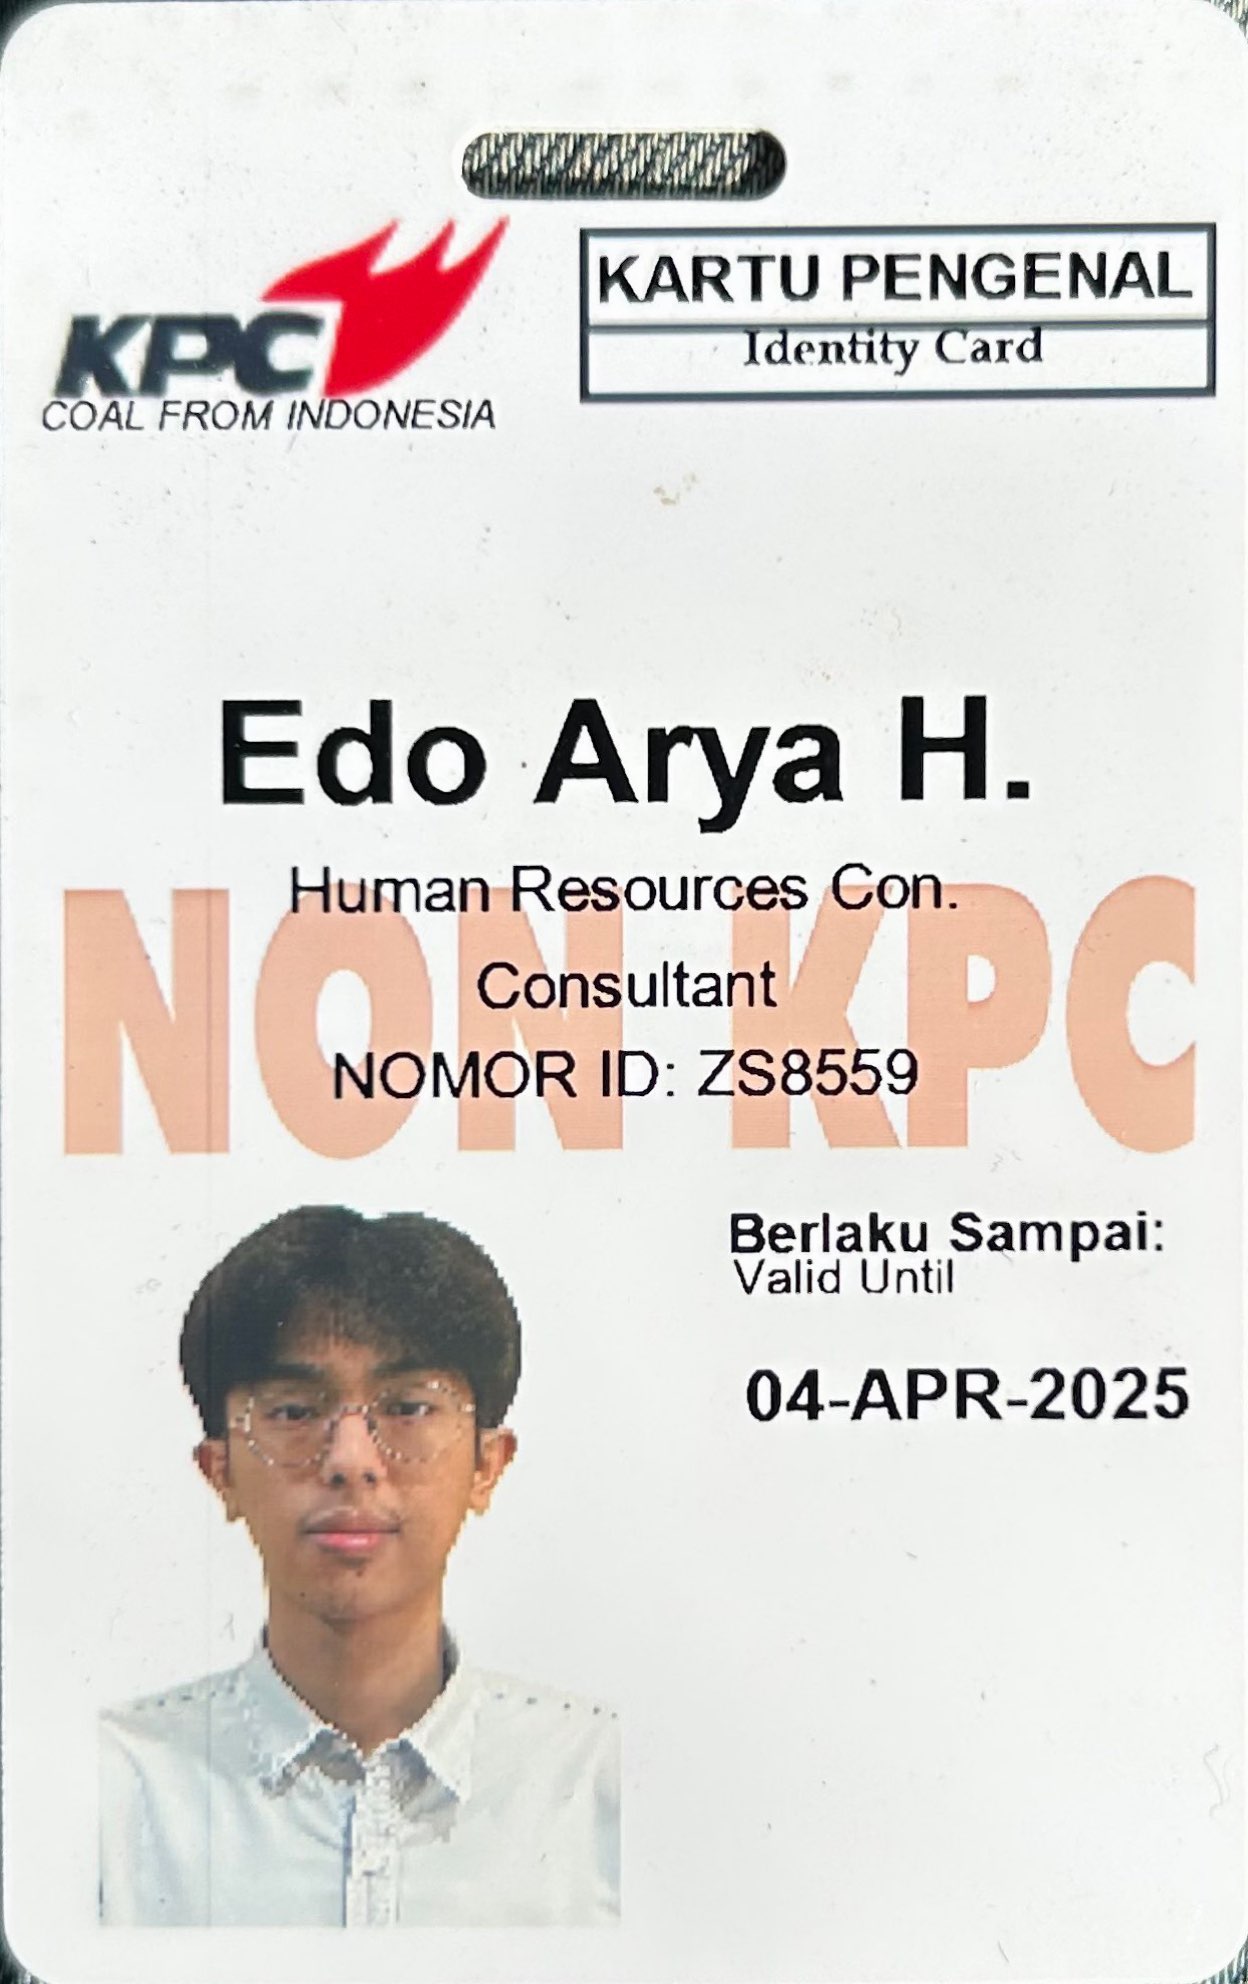 KPC
COAL FROM INDONESIA
KARTU PENGENAL
Identity Card
Edo Arya H.
Human Resources Con.
NON KPC
Consultant
NOMOR ID: ZS8559
Berlaku Sampai:
Valid Until
04-APR-2025